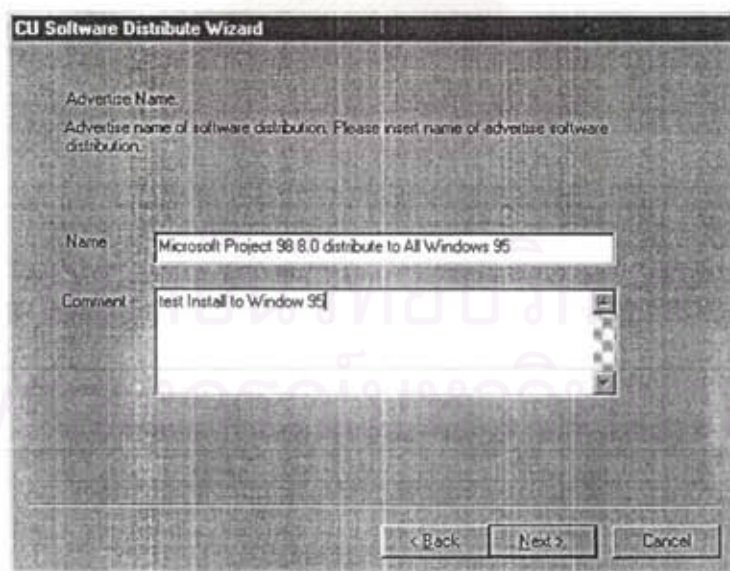 CU Software Distribute Wizard
Advertise Name.
Advertise name of software distribution. Please insert name of advertise software
distribution.
Name
Microsoft Project 98 8.0 distribute to All Windows 95
Comment
test Install to Window 95
< Back
Next >
Cancel